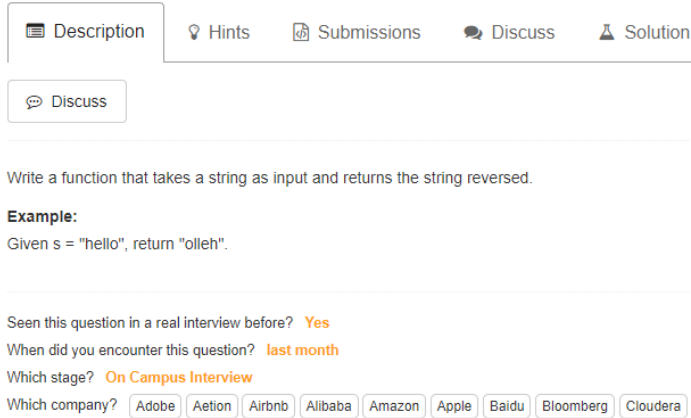 Description Hints Submissions Discuss Solution
Discuss
Write a function that takes a string as input and returns the string reversed.
Example:
Given s = "hello", return "olleh".
Seen this question in a real interview before? Yes
When did you encounter this question? last month
Which stage? On Campus Interview
Which company? Adobe Aetion Airbnb Alibaba Amazon Apple Baidu Bloomberg Cloudera